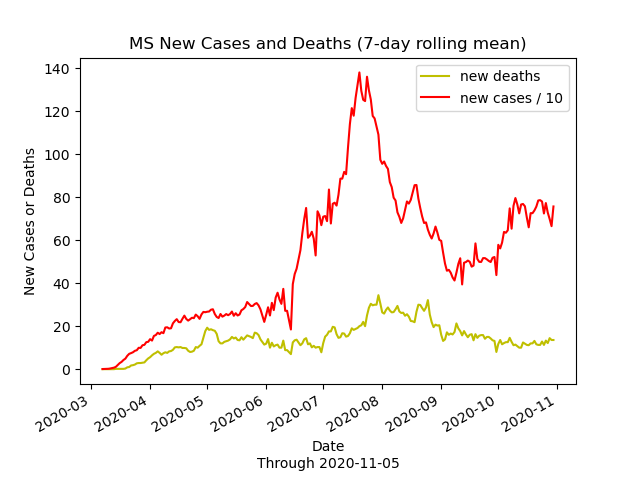 MS New Cases and Deaths (7-day rolling mean)
new deaths
new cases / 10
New Cases or Deaths
140
120
100
80
60
40
20
0
2020-03
2020-04
2020-05
2020-06
2020-07
2020-08
2020-09
2020-10
2020-11
Date
Through 2020-11-05